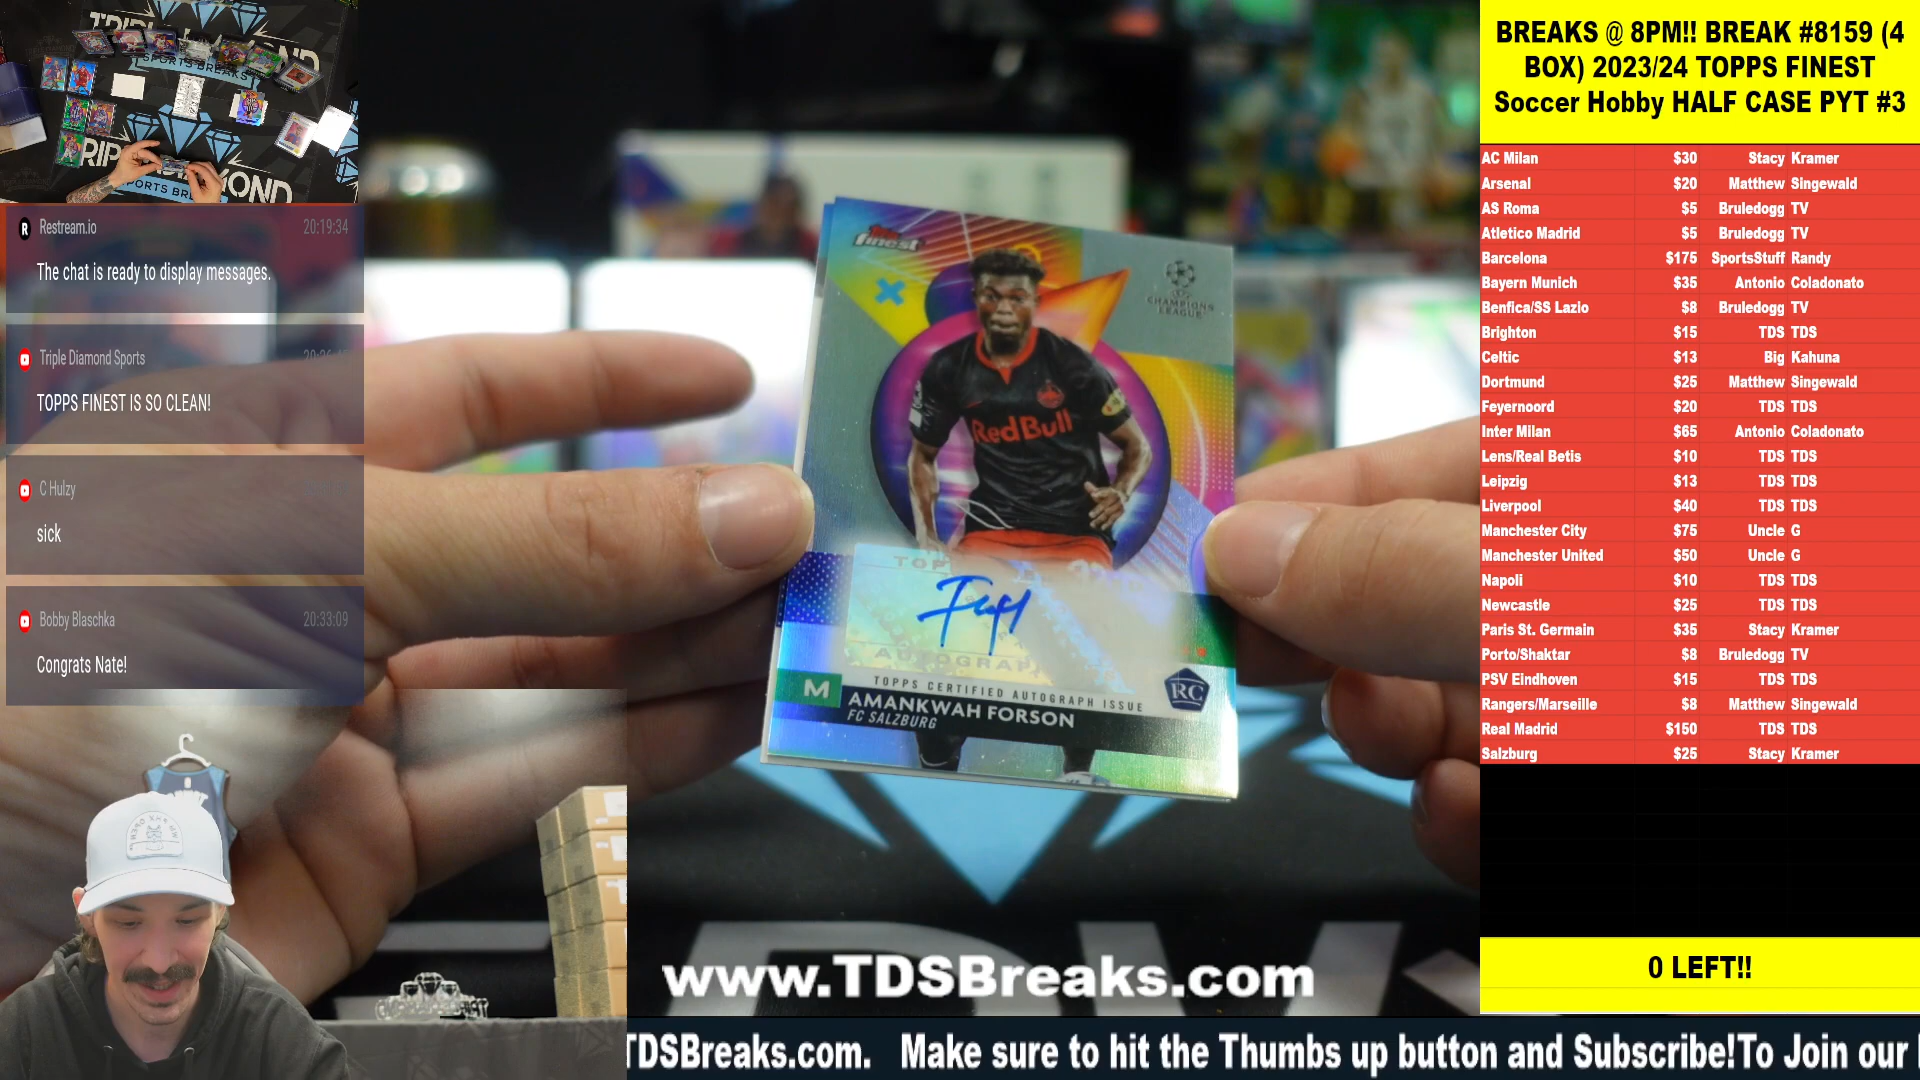 BREAKS @ 8PM!! BREAK #8159 (4
BOX) 2023/24 TOPPS FINEST
Soccer Hobby HALF CASE PYT #3
AC Milan $30 Stacy Kramer
Arsenal $20 Matthew Singewald
AS Roma $5 Bruledogg TV
Atletico Madrid $5 Bruledogg TV
Barcelona $175 SportsStuff Randy
Bayern Munich $35 Antonio Coladonato
Benfica/SS Lazio $8 Bruledogg TV
Brighton $15 TDS TDS
Celtic $13 Big Kahuna
Dortmund $25 Matthew Singewald
Feyernoord $20 TDS TDS
Inter Milan $65 Antonio Coladonato
Lens/Real Betis $10 TDS TDS
Leipzig $13 TDS TDS
Liverpool $40 TDS TDS
Manchester City $75 Uncle G
Manchester United $50 Uncle G
Napoli $10 TDS TDS
Newcastle $25 TDS TDS
Paris St. Germain $35 Stacy Kramer
Porto/Shaktar $8 Bruledogg TV
PSV Eindhoven $15 TDS TDS
Rangers/Marseille $8 Matthew Singewald
Real Madrid $150 TDS TDS
Salzburg $25 Stacy Kramer
0 LEFT!!
SPORTS BREAKS
Restream.io 20:19:34
The chat is ready to display messages.
Triple Diamond Sports
TOPPS FINEST IS SO CLEAN!
C Hulzy
sick
Bobby Blaschka 20:33:09
Congrats Nate!
finest
CHAMPIONS
LEAGUE
RedBull
TOPPS CERTIFIED AUTOGRAPH ISSUE
RC
M
AMANKWAH FORSON
FC SALZBURG
www.TDSBreaks.com
TDSBreaks.com. Make sure to hit the Thumbs up button and Subscribe!To Join our